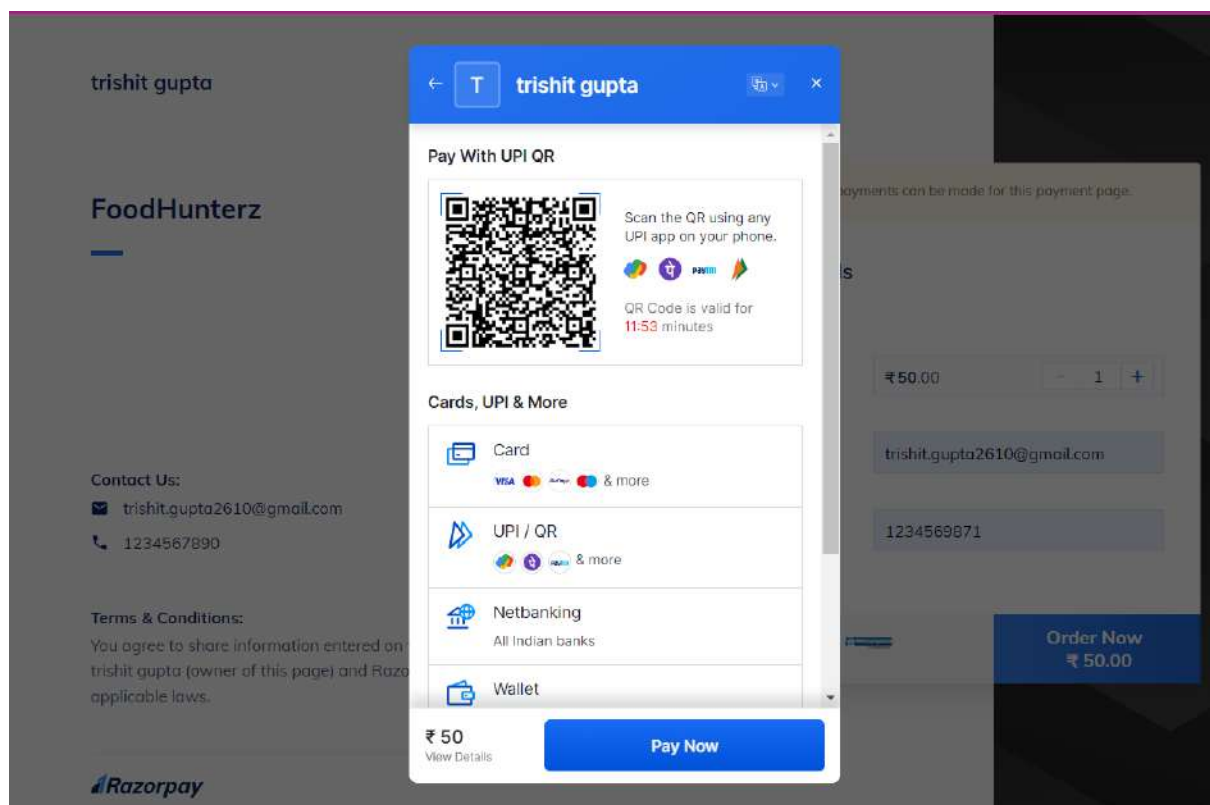 trishit gupta
FoodHunterz
Contact Us:
trishit.gupta2610@gmail.com
1234567890
Terms & Conditions:
You agree to share information entered on
trishit gupta (owner of this page) and Razo
applicable laws.
Razorpay
T trishit gupta
Pay With UPI QR
Scan the QR using any
UPI app on your phone.
paytm
QR Code is valid for
11:53 minutes
Cards, UPI & More
Card
VISA & more
UPI / QR
& more
Netbanking
All Indian banks
Wallet
₹ 50
View Details
Pay Now
payments can be made for this payment page.
ls
₹50.00 - 1 +
trishit.gupta2610@gmail.com
1234569871
Order Now
₹ 50.00